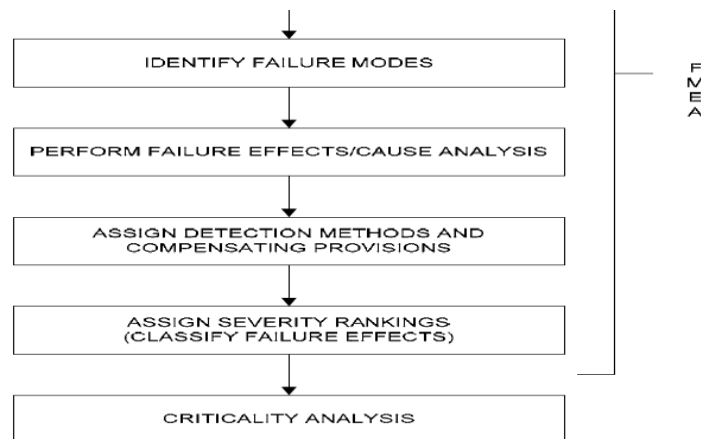 IDENTIFY FAILURE MODES
PERFORM FAILURE EFFECTS/CAUSE ANALYSIS
ASSIGN DETECTION METHODS AND
COMPENSATING PROVISIONS
ASSIGN SEVERITY RANKINGS
(CLASSIFY FAILURE EFFECTS)
CRITICALITY ANALYSIS
F
M
E
A